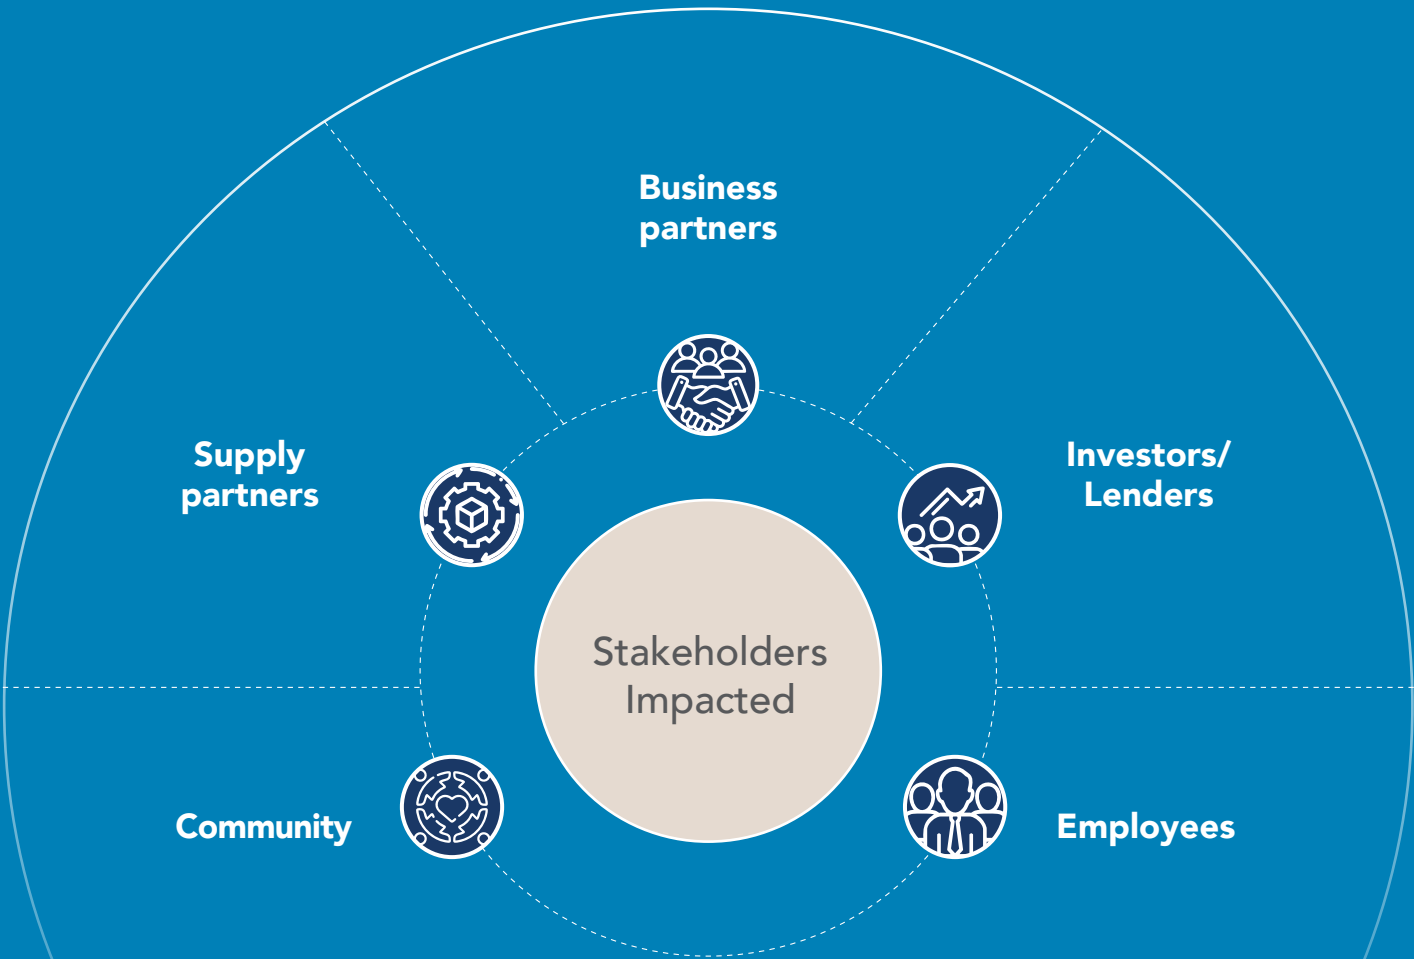 Business
partners
Supply
partners
Investors/
Lenders
Stakeholders
Impacted
Community
Employees